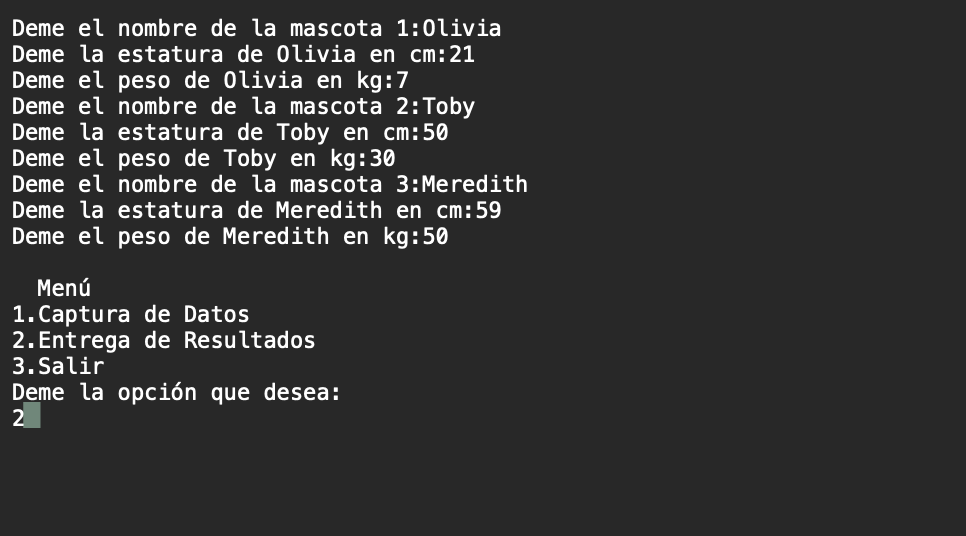 Deme el nombre de la mascota 1:Olivia
Deme la estatura de Olivia en cm:21
Deme el peso de Olivia en kg:7
Deme el nombre de la mascota 2:Toby
Deme la estatura de Toby en cm:50
Deme el peso de Toby en kg:30
Deme el nombre de la mascota 3:Meredith
Deme la estatura de Meredith en cm:59
Deme el peso de Meredith en kg:50
Menú
1.Captura de Datos
2.Entrega de Resultados
3.Salir
Deme la opción que desea:
2